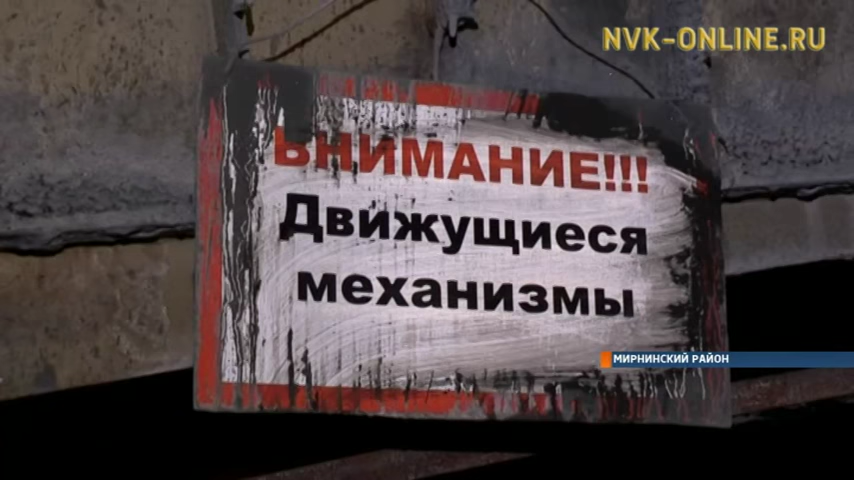 NVK-ONLINE.RU
ВНИМАНИЕ!!!
Движущиеся
механизмы
МИРНИНСКИЙ РАЙОН